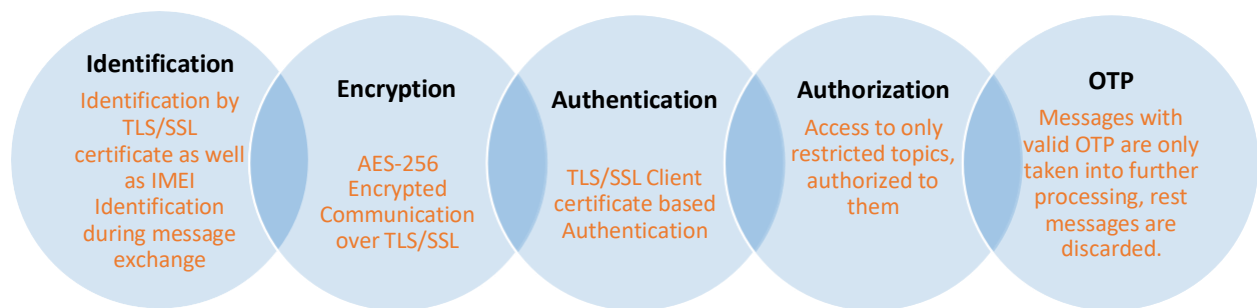 Identification
Identification by
TLS/SSL
certificate as well
as IMEI
Identification
during message
exchange
Encryption
AES-256
Encrypted
Communication
over TLS/SSL
Authentication
TLS/SSL Client
certificate based
Authentication
Authorization
Access to only
restricted topics,
authorized to
them
OTP
Messages with
valid OTP are only
taken into further
processing, rest
messages are
discarded.